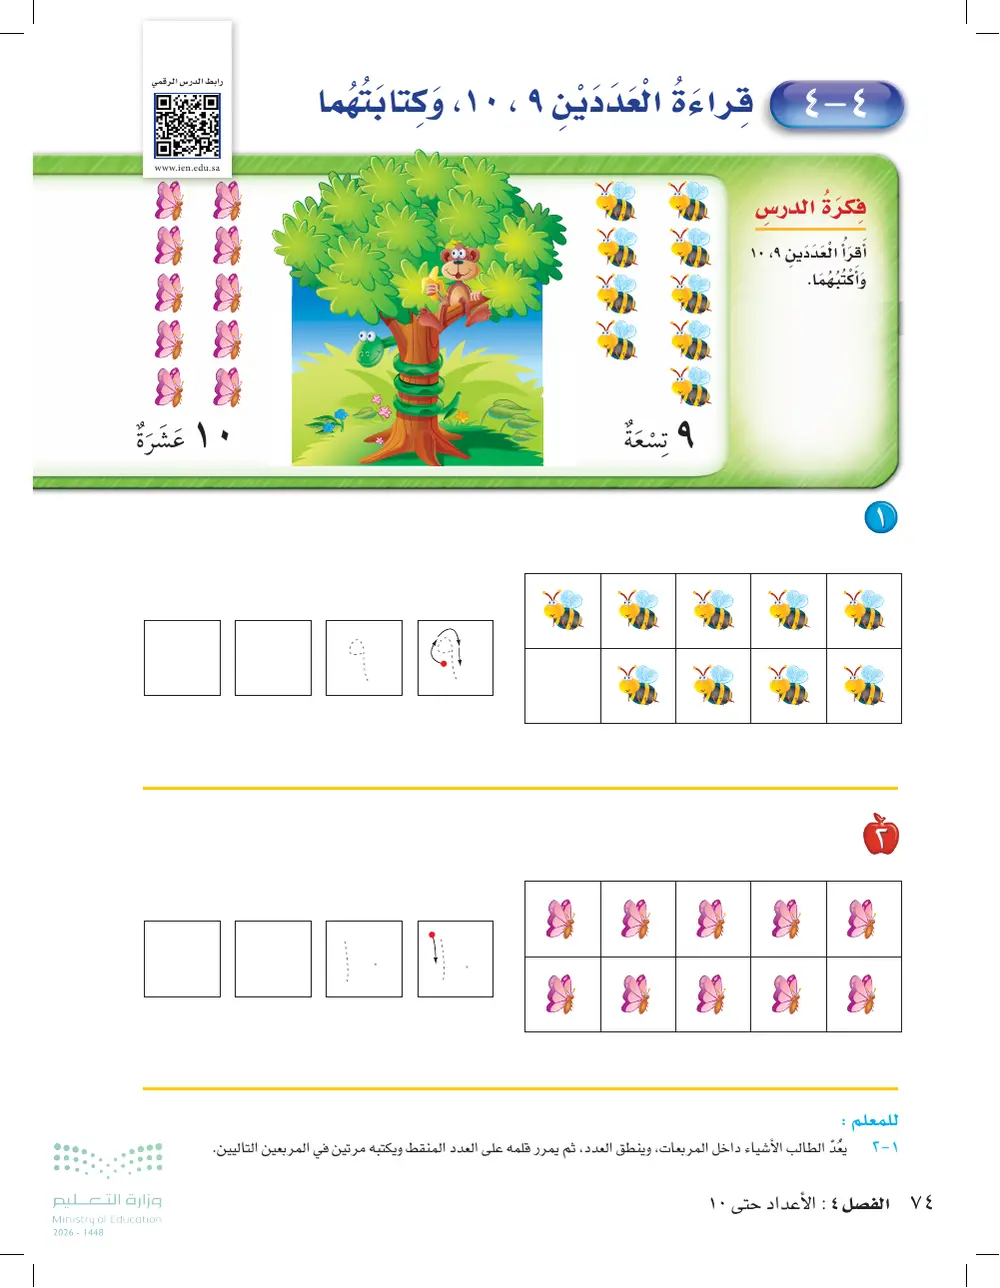 رابط الدرس الرقمي
www.ien.edu.sa
٤-٤
قِراءَةُ الْعَدَدَيْنِ ٩ ، ١٠، وَكِتابَتُهُما
فِكرَةُ الدرسِ
أَقرَأُ الْعَدَدَينِ ٩، ١٠
وَأَكْتُبُهُمَا.
٩ تِسْعَةٌ
١٠ عَشَرَةٌ
١
٩
٩
٢
١٠
١٠
للمعلم :
١-٢ يَعُدّ الطالب الأشياء داخل المربعات، وينطق العدد، ثم يمرر قلمه على العدد المنقط ويكتبه مرتين في المربعين التاليين.
٧٤ الفصل ٤ : الأعداد حتى ١٠
وزارة التعليم
Ministry of Education
2026 - 1448